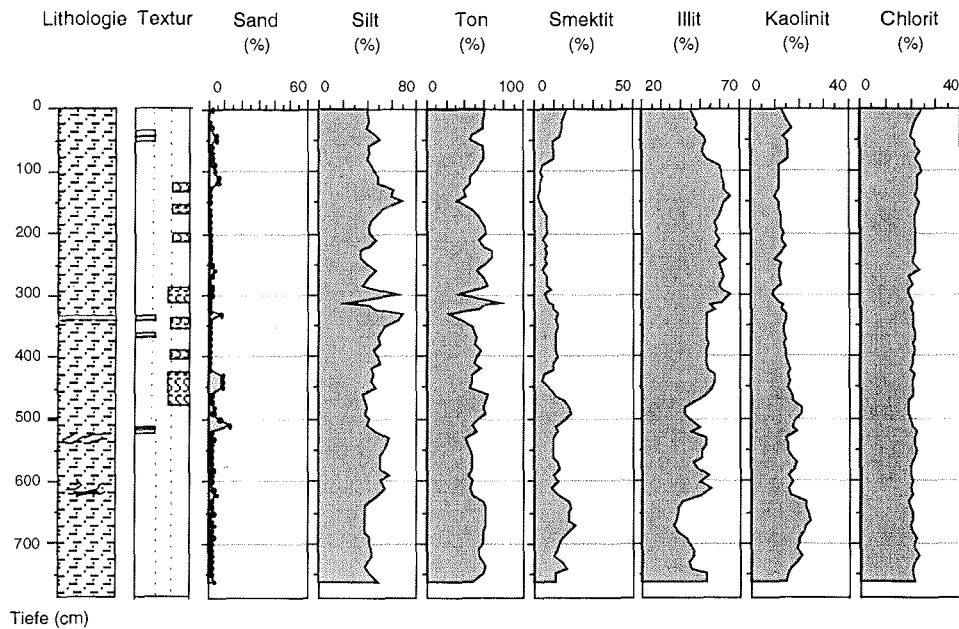 Lithologie Textur Sand Silt Ton Smektit Illit Kaolinit Chlorit
(%) (%) (%) (%) (%) (%) (%)
0 60 0 80 0 100 0 50 20 70 0 40 0 40
0
100
200
300
400
500
600
700
Tiefe (cm)